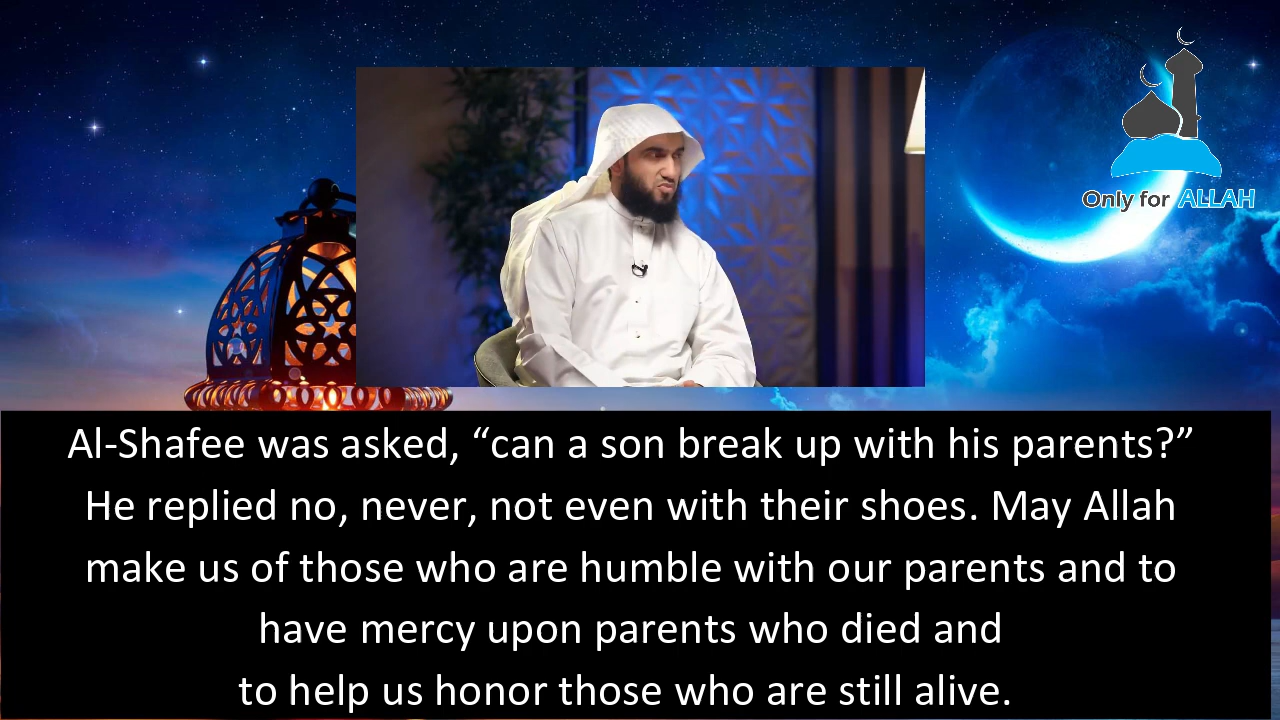 Only for ALLAH
Al-Shafee was asked, “can a son break up with his parents?”
He replied no, never, not even with their shoes. May Allah
make us of those who are humble with our parents and to
have mercy upon parents who died and
to help us honor those who are still alive.